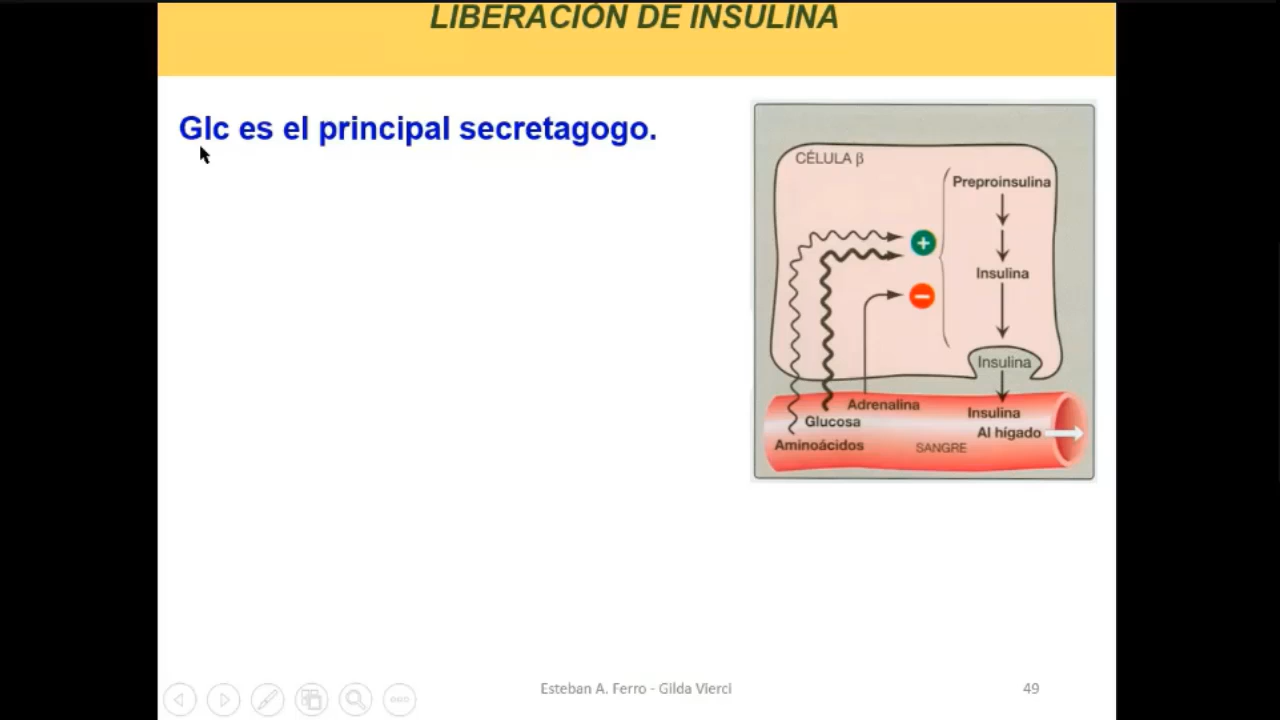 LIBERACIÓN DE INSULINA
Glc es el principal secretagogo.
CÉLULA β
Preproinsulina
+
Insulina
−
Insulina
Adrenalina
Insulina
Glucosa
Al hígado
Aminoácidos
SANGRE
Esteban A. Ferro - Gilda Vierci
49